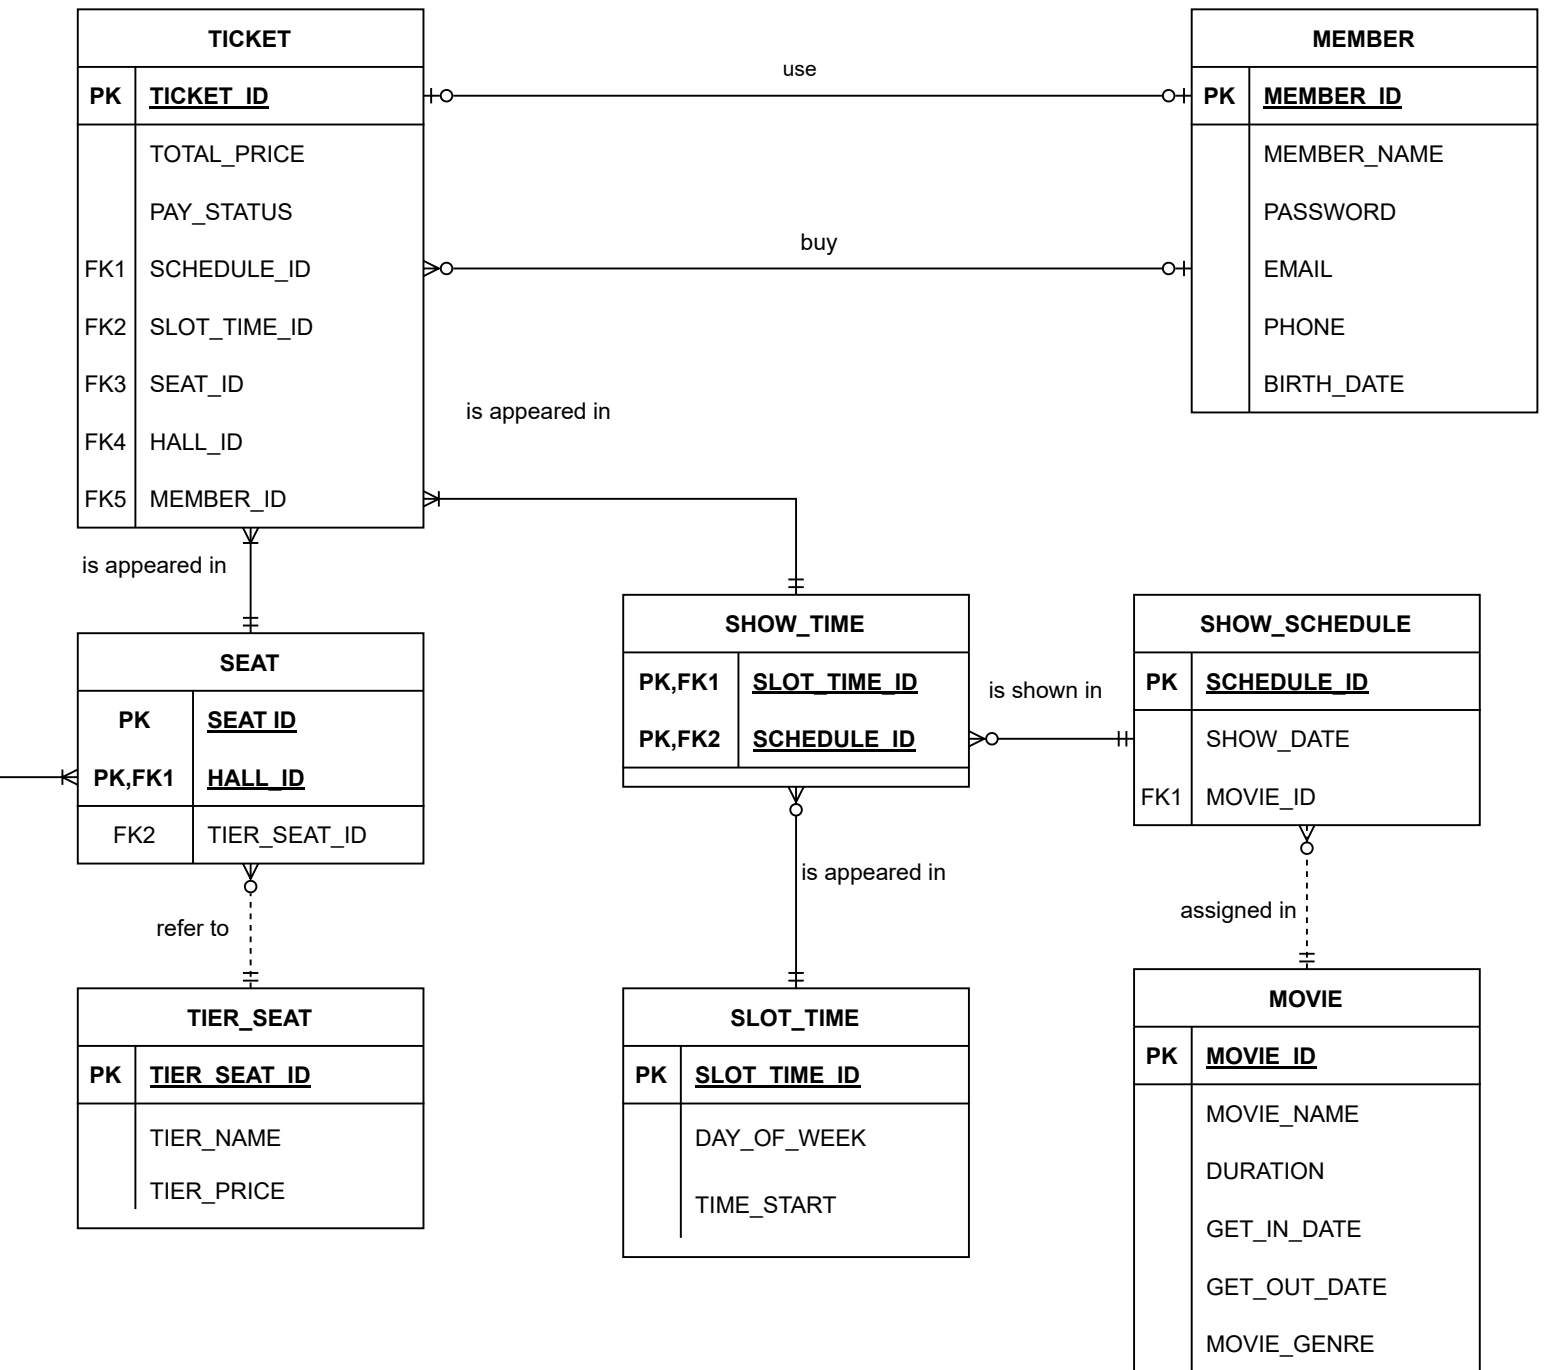 TICKET
PK TICKET_ID
TOTAL_PRICE
PAY_STATUS
FK1 SCHEDULE_ID
FK2 SLOT_TIME_ID
FK3 SEAT_ID
FK4 HALL_ID
FK5 MEMBER_ID
use
buy
MEMBER
PK MEMBER_ID
MEMBER_NAME
PASSWORD
EMAIL
PHONE
BIRTH_DATE
is appeared in
is appeared in
SEAT
PK SEAT ID
PK,FK1 HALL_ID
FK2 TIER_SEAT_ID
refer to
TIER_SEAT
PK TIER_SEAT_ID
TIER_NAME
TIER_PRICE
SHOW_TIME
PK,FK1 SLOT_TIME_ID
PK,FK2 SCHEDULE_ID
is shown in
SHOW_SCHEDULE
PK SCHEDULE_ID
SHOW_DATE
FK1 MOVIE_ID
is appeared in
assigned in
SLOT_TIME
PK SLOT_TIME_ID
DAY_OF_WEEK
TIME_START
MOVIE
PK MOVIE_ID
MOVIE_NAME
DURATION
GET_IN_DATE
GET_OUT_DATE
MOVIE_GENRE